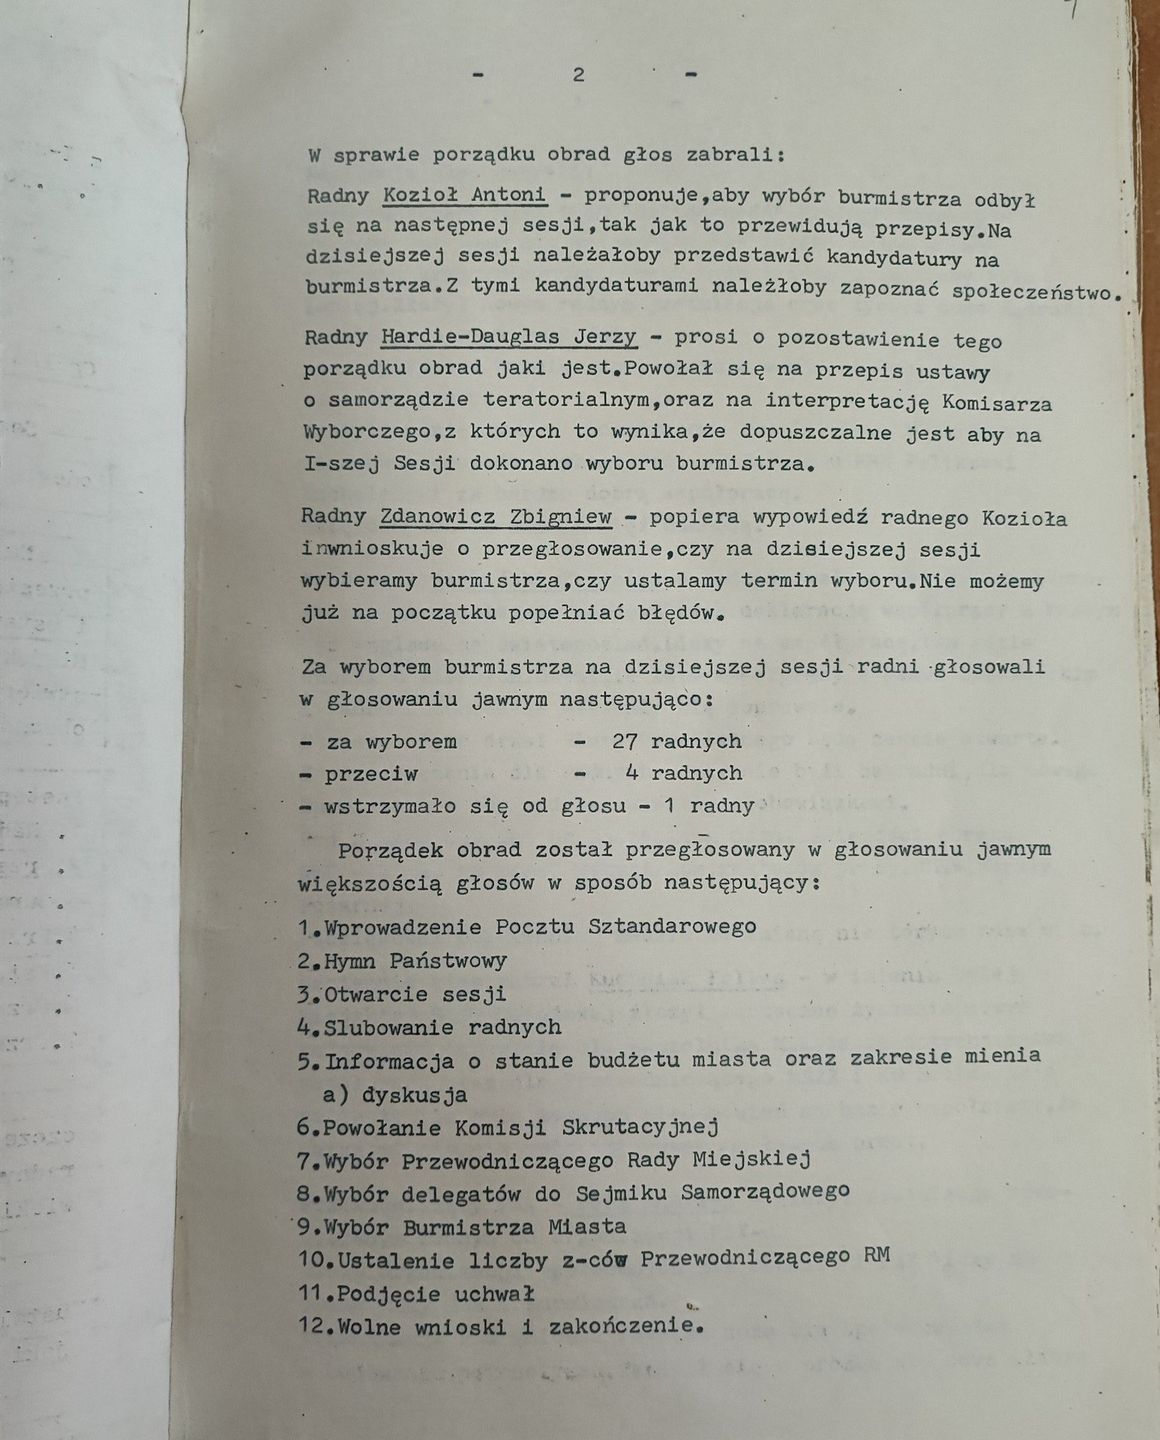 - 2 -
W sprawie porządku obrad głos zabrali:
Radny Kozioł Antoni - proponuje,aby wybór burmistrza odbył
się na następnej sesji,tak jak to przewidują przepisy.Na
dzisiejszej sesji należałoby przedstawić kandydatury na
burmistrza.Z tymi kandydaturami należłoby zapoznać społeczeństwo.
Radny Hardie-Dauglas Jerzy - prosi o pozostawienie tego
porządku obrad jaki jest.Powołał się na przepis ustawy
o samorządzie teratorialnym,oraz na interpretację Komisarza
Wyborczego,z których to wynika,że dopuszczalne jest aby na
I-szej Sesji dokonano wyboru burmistrza.
Radny Zdanowicz Zbigniew - popiera wypowiedź radnego Kozioła
inwnioskuje o przegłosowanie,czy na dzisiejszej sesji
wybieramy burmistrza,czy ustalamy termin wyboru.Nie możemy
już na początku popełniać błędów.
Za wyborem burmistrza na dzisiejszej sesji radni głosowali
w głosowaniu jawnym następująco:
- za wyborem - 27 radnych
- przeciw - 4 radnych
- wstrzymało się od głosu - 1 radny
Porządek obrad został przegłosowany w głosowaniu jawnym
większością głosów w sposób następujący:
1.Wprowadzenie Pocztu Sztandarowego
2.Hymn Państwowy
3.Otwarcie sesji
4.Slubowanie radnych
5.Informacja o stanie budżetu miasta oraz zakresie mienia
a) dyskusja
6.Powołanie Komisji Skrutacyjnej
7.Wybór Przewodniczącego Rady Miejskiej
8.Wybór delegatów do Sejmiku Samorządowego
9.Wybór Burmistrza Miasta
10.Ustalenie liczby z-ców Przewodniczącego RM
11.Podjęcie uchwał
12.Wolne wnioski i zakończenie.